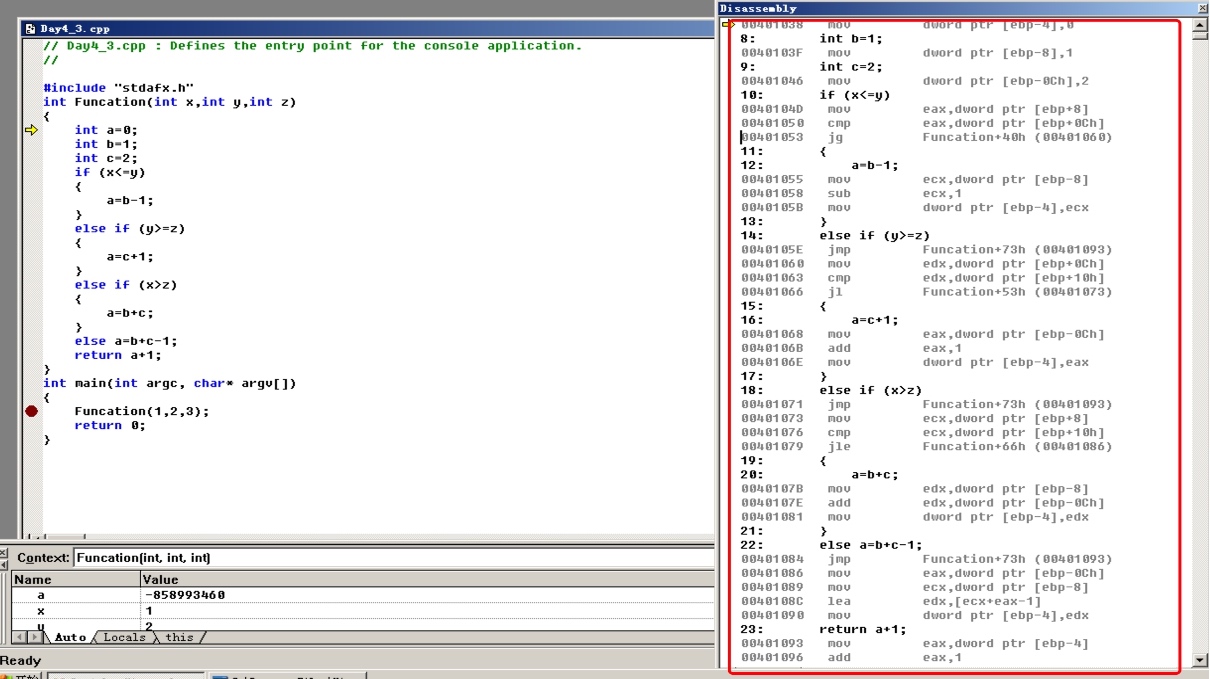 Day4_3.cpp
// Day4_3.cpp : Defines the entry point for the console application.
//
#include "stdafx.h"
int Funcation(int x,int y,int z)
{
int a=0;
int b=1;
int c=2;
if (x<=y)
{
a=b-1;
}
else if (y>=z)
{
a=c+1;
}
else if (x>z)
{
a=b+c;
}
else a=b+c-1;
return a+1;
}
int main(int argc, char* argv[])
{
Funcation(1,2,3);
return 0;
}
Context: Funcation(int, int, int)
Name Value
a -858993460
x 1
y 2
Auto Locals this
Ready
开始
Disassembly
00401038 mov dword ptr [ebp-4],0
8: int b=1;
0040103F mov dword ptr [ebp-8],1
9: int c=2;
00401046 mov dword ptr [ebp-0Ch],2
10: if (x<=y)
0040104D mov eax,dword ptr [ebp+8]
00401050 cmp eax,dword ptr [ebp+0Ch]
00401053 jg Funcation+40h (00401060)
11: {
12: a=b-1;
00401055 mov ecx,dword ptr [ebp-8]
00401058 sub ecx,1
0040105B mov dword ptr [ebp-4],ecx
13: }
14: else if (y>=z)
0040105E jmp Funcation+73h (00401093)
00401060 mov edx,dword ptr [ebp+0Ch]
00401063 cmp edx,dword ptr [ebp+10h]
00401066 jl Funcation+53h (00401073)
15: {
16: a=c+1;
00401068 mov eax,dword ptr [ebp-0Ch]
0040106B add eax,1
0040106E mov dword ptr [ebp-4],eax
17: }
18: else if (x>z)
00401071 jmp Funcation+73h (00401093)
00401073 mov ecx,dword ptr [ebp+8]
00401076 cmp ecx,dword ptr [ebp+10h]
00401079 jle Funcation+66h (00401086)
19: {
20: a=b+c;
0040107B mov edx,dword ptr [ebp-8]
0040107E add edx,dword ptr [ebp-0Ch]
00401081 mov dword ptr [ebp-4],edx
21: }
22: else a=b+c-1;
00401084 jmp Funcation+73h (00401093)
00401086 mov eax,dword ptr [ebp-0Ch]
00401089 mov ecx,dword ptr [ebp-8]
0040108C lea edx,[ecx+eax-1]
00401090 mov dword ptr [ebp-4],edx
23: return a+1;
00401093 mov eax,dword ptr [ebp-4]
00401096 add eax,1